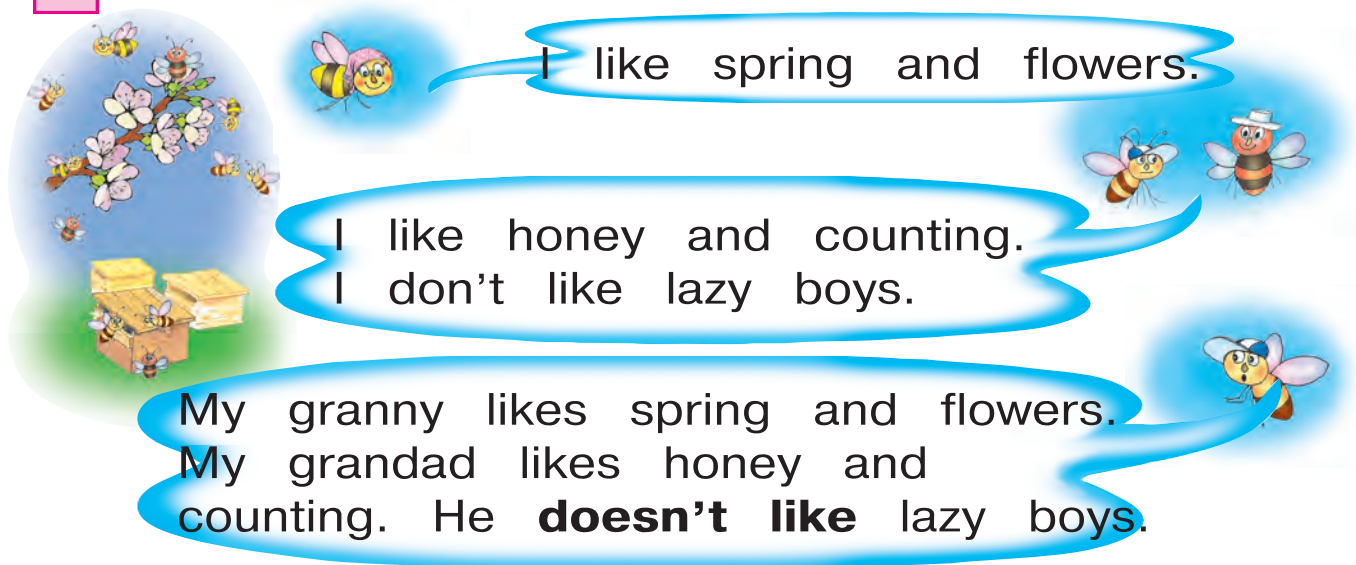 I like spring and flowers.
I like honey and counting.
I don't like lazy boys.
My granny likes spring and flowers.
My grandad likes honey and
counting. He doesn't like lazy boys.